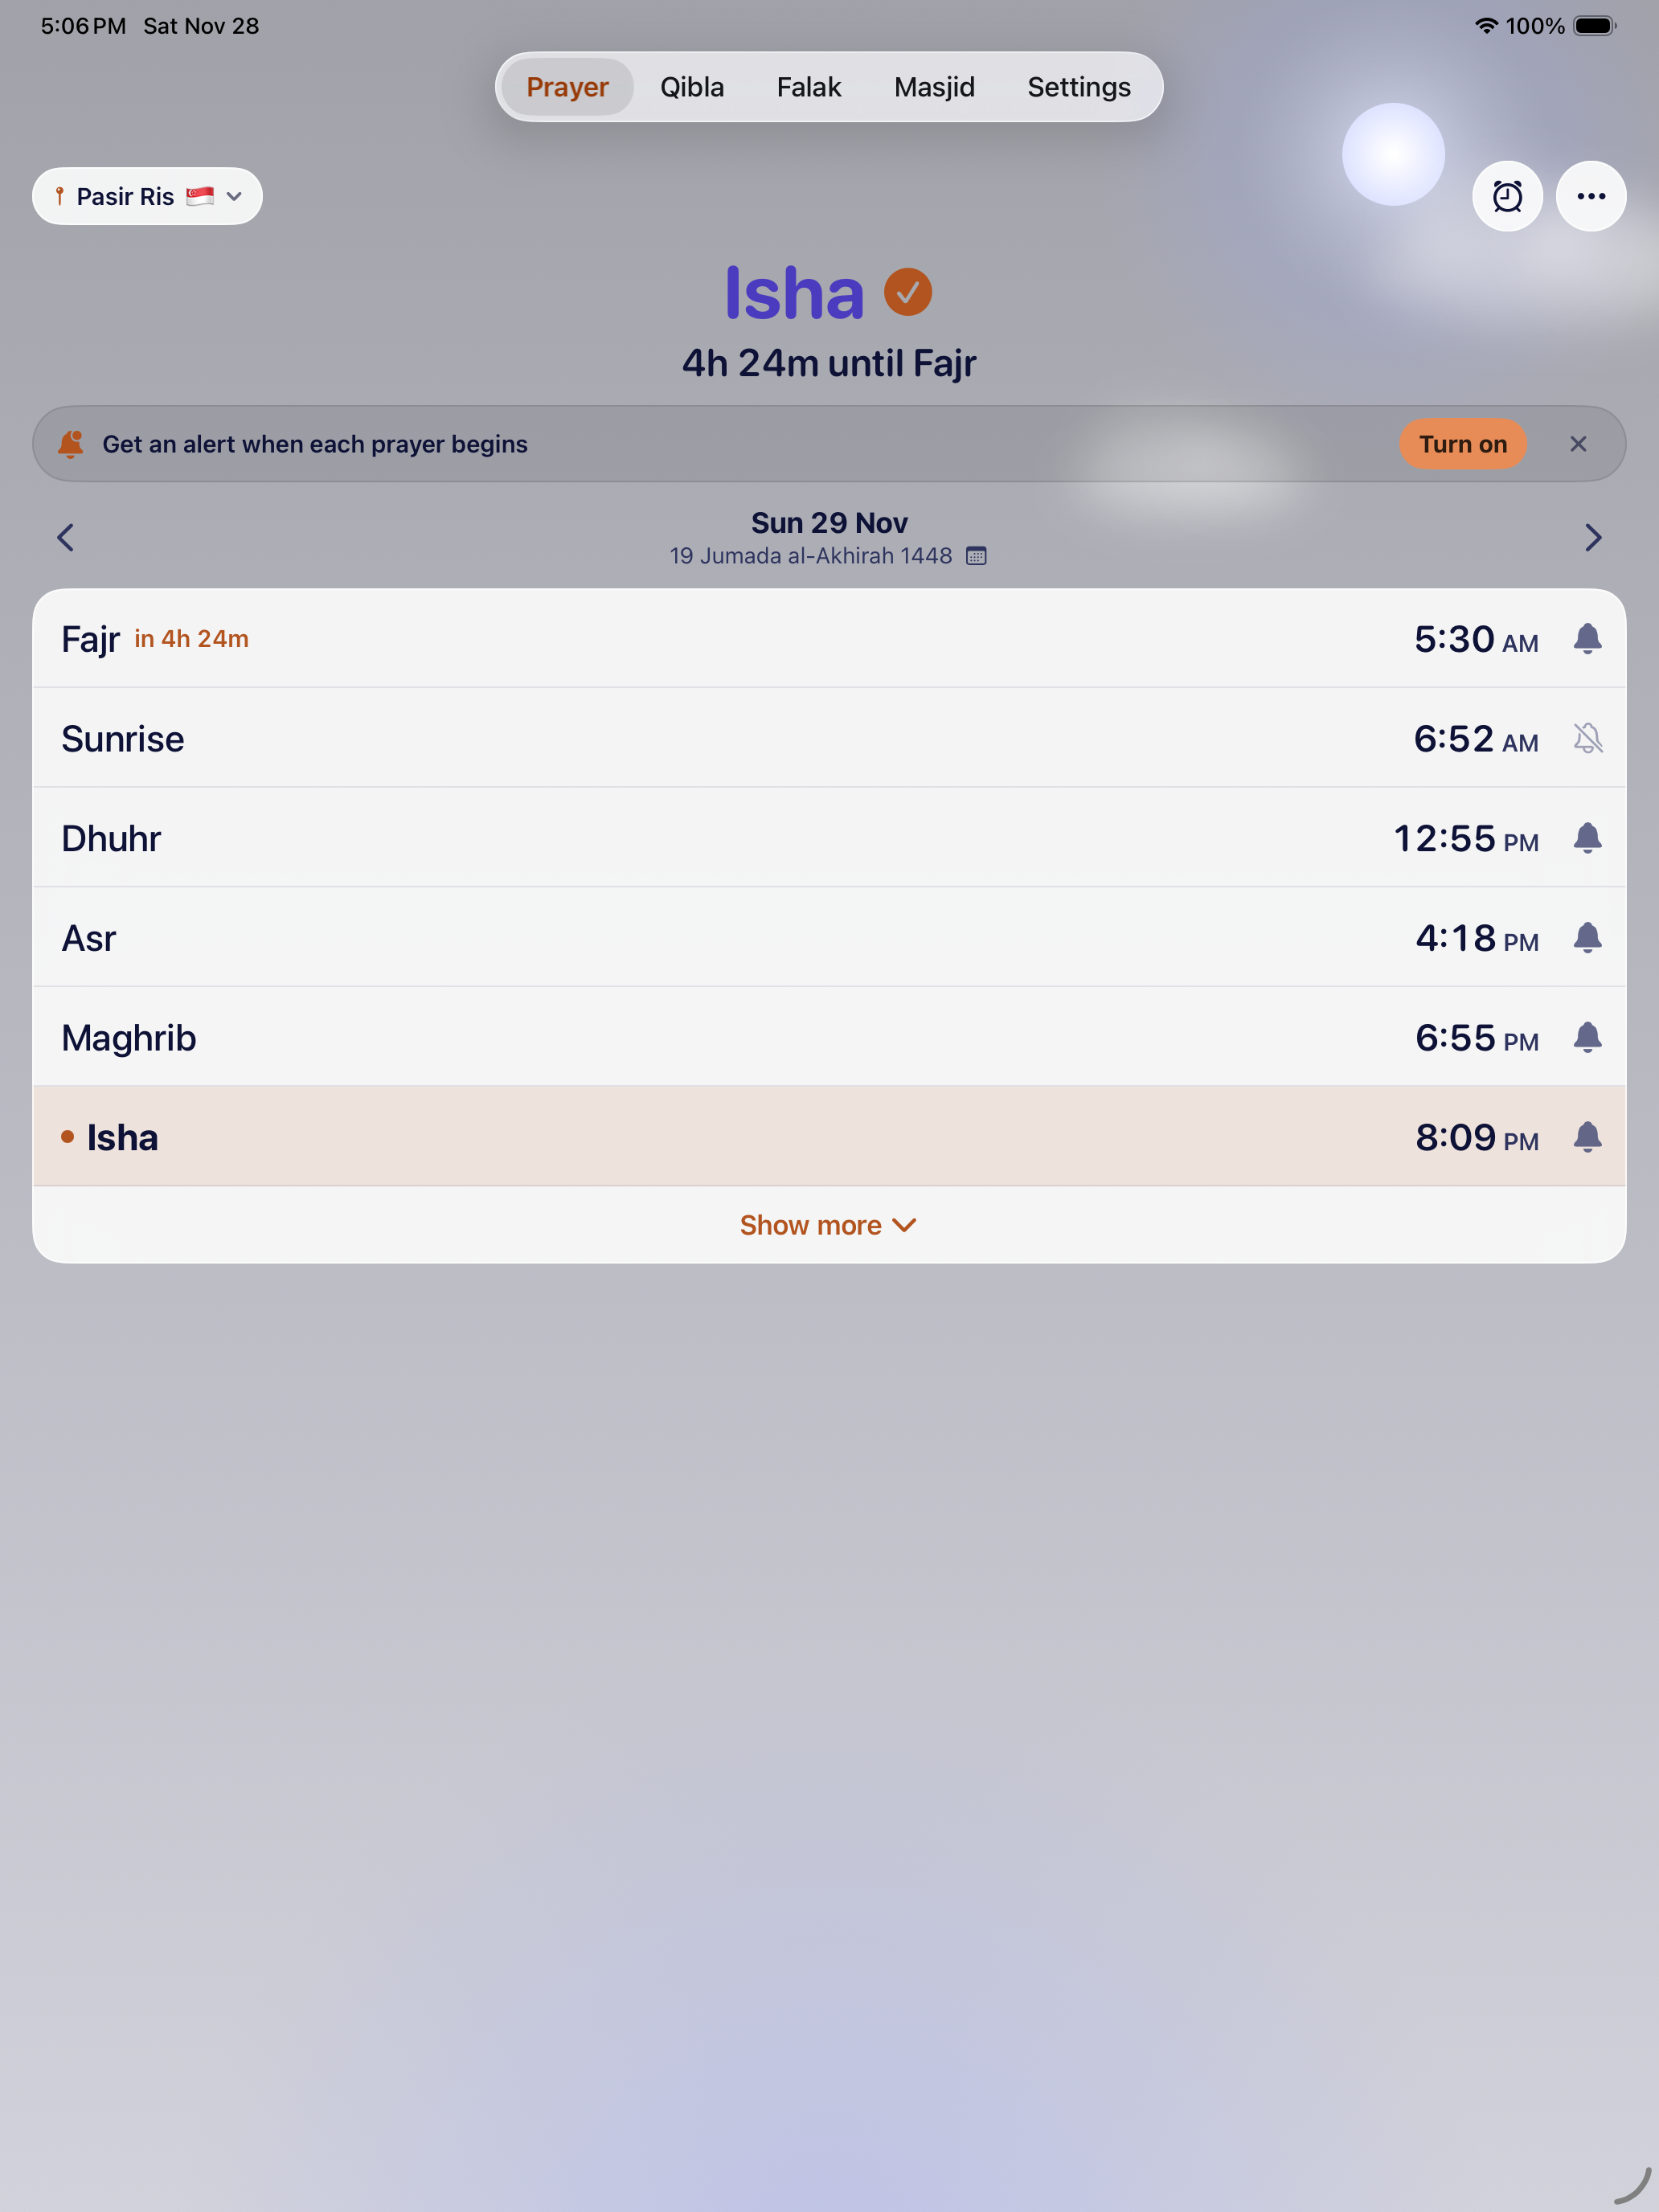 5:06 PM Sat Nov 28
100%
Prayer Qibla Falak Masjid Settings
Pasir Ris
Isha
4h 24m until Fajr
Get an alert when each prayer begins
Turn on
Sun 29 Nov
19 Jumada al-Akhirah 1448
Fajr in 4h 24m 5:30 AM
Sunrise 6:52 AM
Dhuhr 12:55 PM
Asr 4:18 PM
Maghrib 6:55 PM
Isha 8:09 PM
Show more